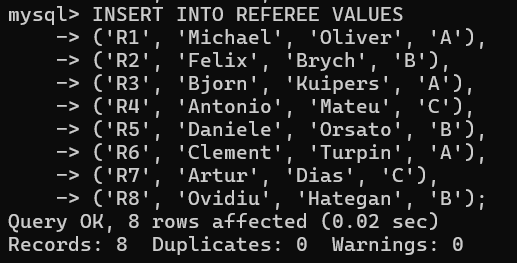 mysql> INSERT INTO REFEREE VALUES
    -> ('R1', 'Michael', 'Oliver', 'A'),
    -> ('R2', 'Felix', 'Brych', 'B'),
    -> ('R3', 'Bjorn', 'Kuipers', 'A'),
    -> ('R4', 'Antonio', 'Mateu', 'C'),
    -> ('R5', 'Daniele', 'Orsato', 'B'),
    -> ('R6', 'Clement', 'Turpin', 'A'),
    -> ('R7', 'Artur', 'Dias', 'C'),
    -> ('R8', 'Ovidiu', 'Hategan', 'B');
Query OK, 8 rows affected (0.02 sec)
Records: 8  Duplicates: 0  Warnings: 0